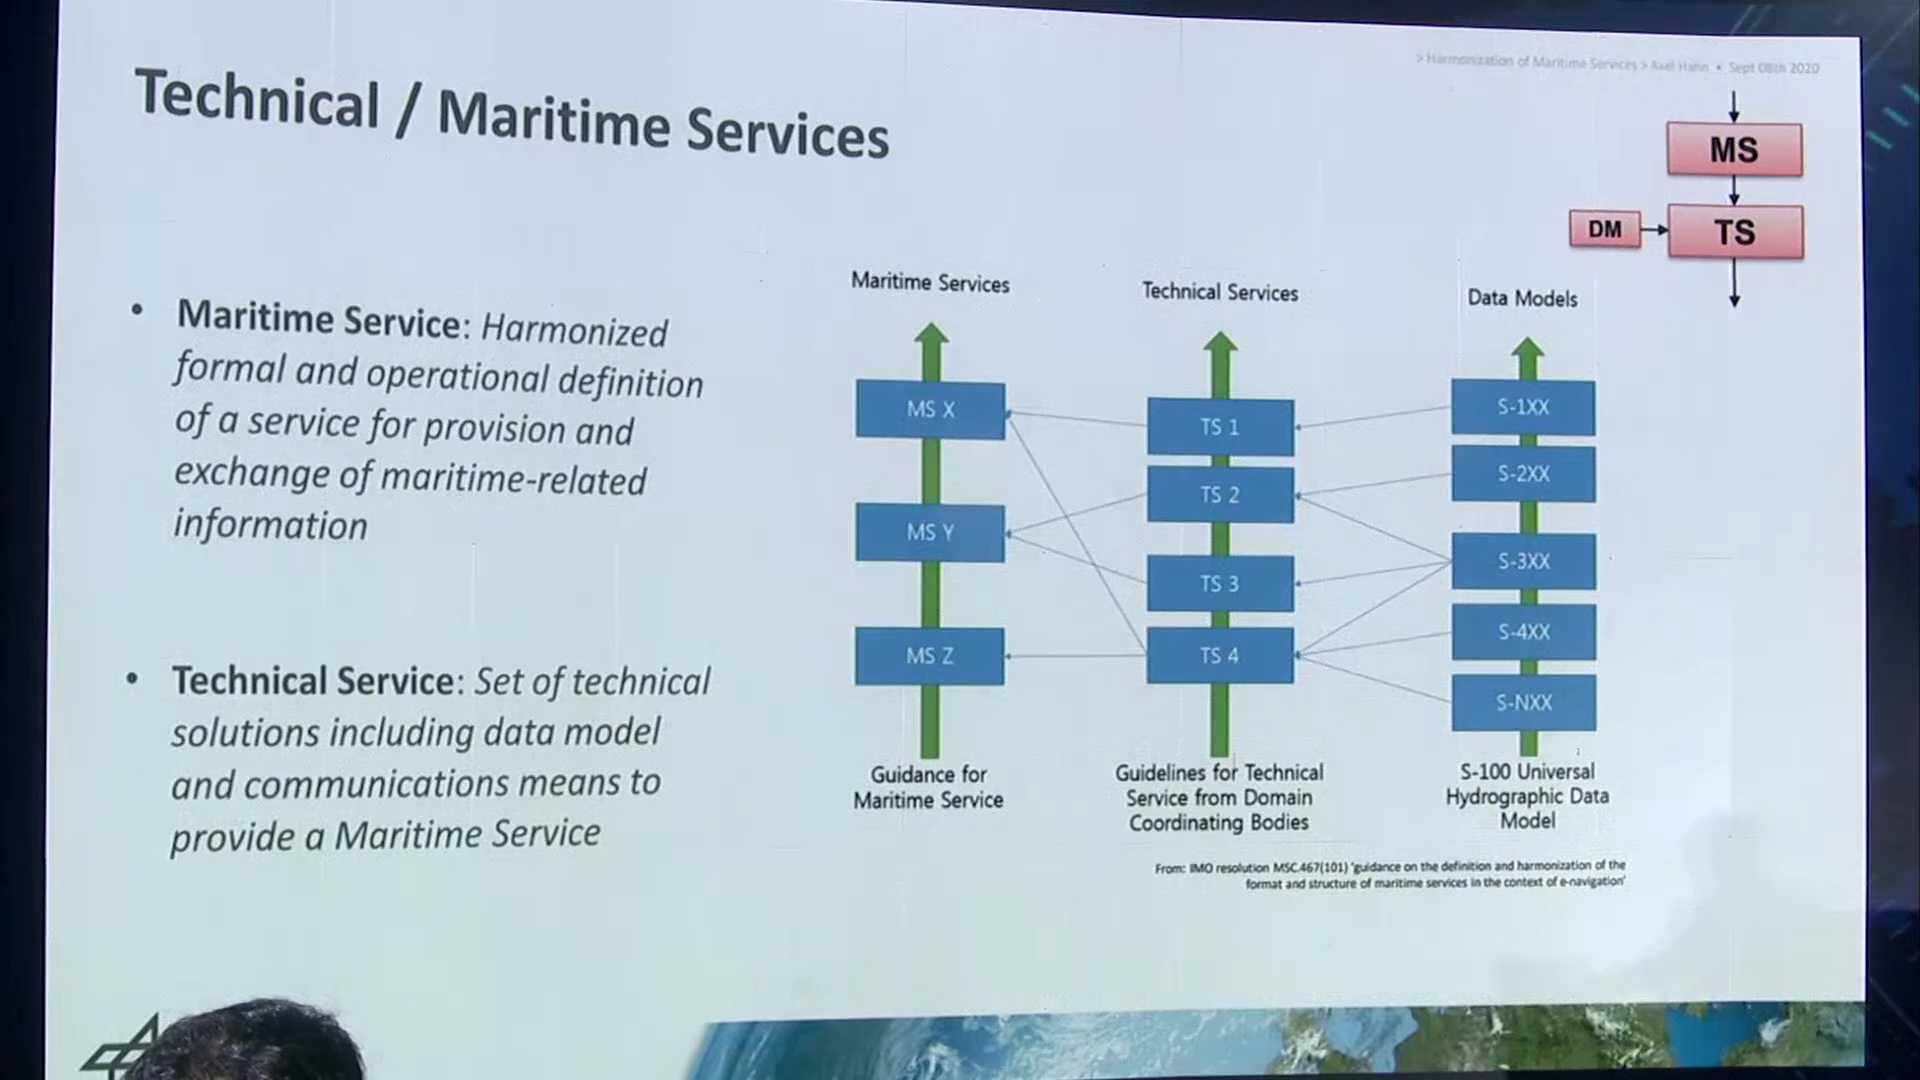 > Harmonization of Maritime Services > Axel Hahn • Sept 08th 2020
Technical / Maritime Services
MS
DM
TS
• Maritime Service: Harmonized
formal and operational definition
of a service for provision and
exchange of maritime-related
information
• Technical Service: Set of technical
solutions including data model
and communications means to
provide a Maritime Service
Maritime Services
MS X
MS Y
MS Z
Guidance for
Maritime Service
Technical Services
TS 1
TS 2
TS 3
TS 4
Guidelines for Technical
Service from Domain
Coordinating Bodies
Data Models
S-1XX
S-2XX
S-3XX
S-4XX
S-NXX
S-100 Universal
Hydrographic Data
Model
From: IMO resolution MSC.467(101) 'guidance on the definition and harmonization of the
format and structure of maritime services in the context of e-navigation'